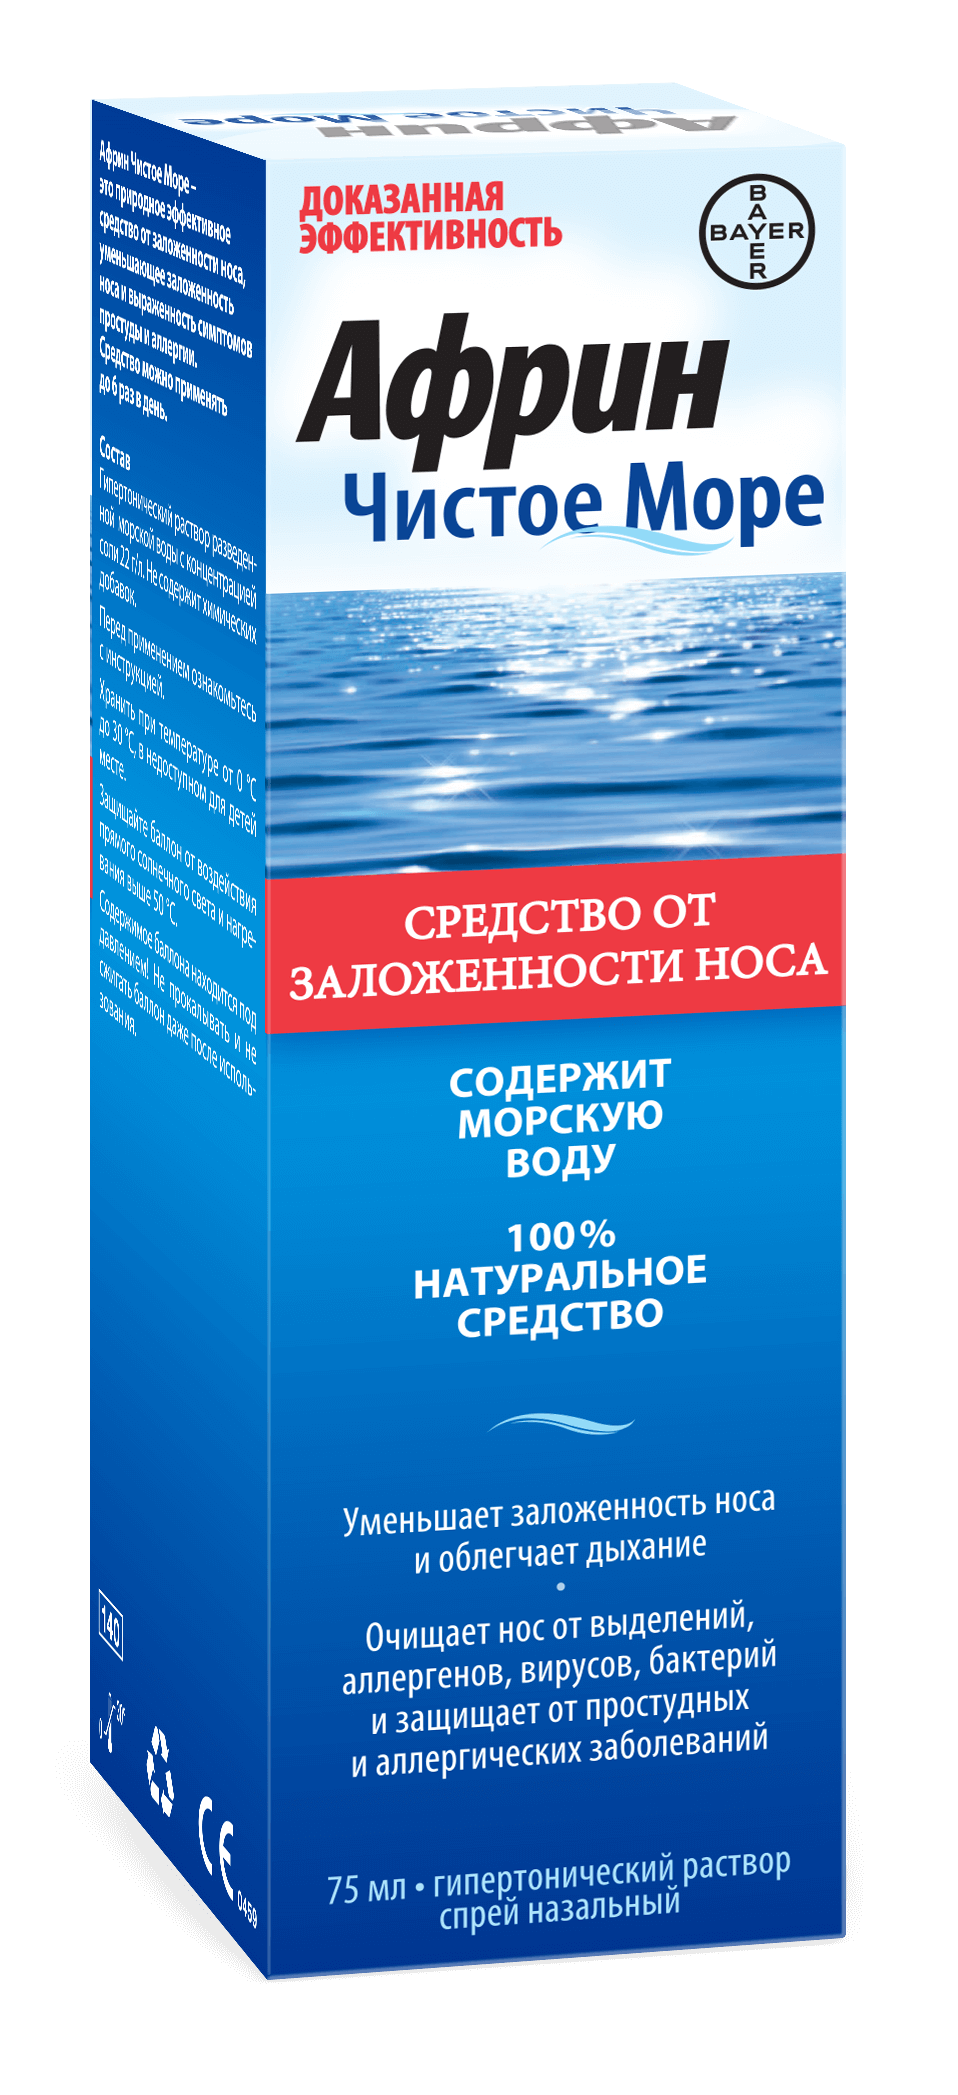 Африн
Чистое Море
ДОКАЗАННАЯ
ЭФФЕКТИВНОСТЬ
BAYER
BAYER
Африн
Чистое Море
СРЕДСТВО ОТ
ЗАЛОЖЕННОСТИ НОСА
СОДЕРЖИТ
МОРСКУЮ
ВОДУ
100%
НАТУРАЛЬНОЕ
СРЕДСТВО
Уменьшает заложенность носа
и облегчает дыхание
•
Очищает нос от выделений,
аллергенов, вирусов, бактерий
и защищает от простудных
и аллергических заболеваний
75 мл • гипертонический раствор
спрей назальный
Африн Чистое Море –
это природное эффективное
средство от заложенности носа,
уменьшающее заложенность
носа и выраженность симптомов
простуды и аллергии.
Средство можно применять
до 6 раз в день.
Состав
Гипертонический раствор разведен-
ной морской воды с концентрацией
соли 22 г/л. Не содержит химических
добавок.
Перед применением ознакомьтесь
с инструкцией.
Хранить при температуре от 0 °C
до 30 °C, в недоступном для детей
месте.
Защищайте баллон от воздействия
прямого солнечного света и нагре-
вания выше 50 °C.
Содержимое баллона находится под
давлением! Не прокалывать и не
сжигать баллон даже после исполь-
зования.
140
0 30°
CE 0459